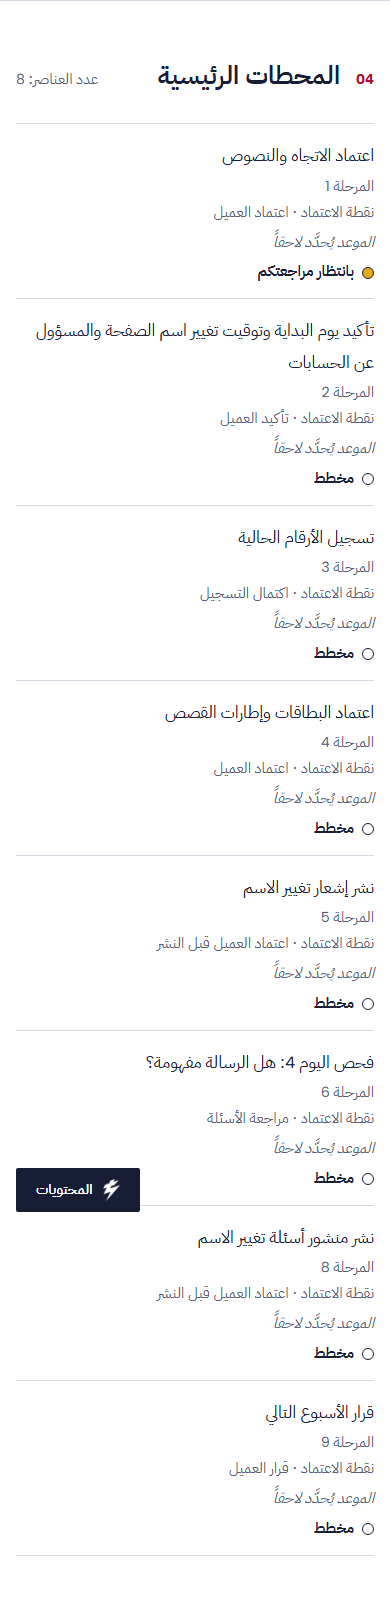 04 المحطات الرئيسية
عدد العناصر: 8
اعتماد الاتجاه والنصوص
المرحلة 1
نقطة الاعتماد · اعتماد العميل
الموعد يُحدَّد لاحقاً
بانتظار مراجعتكم
تأكيد يوم البداية وتوقيت تغيير اسم الصفحة والمسؤول
عن الحسابات
المرحلة 2
نقطة الاعتماد · تأكيد العميل
الموعد يُحدَّد لاحقاً
مخطط
تسجيل الأرقام الحالية
المرحلة 3
نقطة الاعتماد · اكتمال التسجيل
الموعد يُحدَّد لاحقاً
مخطط
اعتماد البطاقات وإطارات القصص
المرحلة 4
نقطة الاعتماد · اعتماد العميل
الموعد يُحدَّد لاحقاً
مخطط
نشر إشعار تغيير الاسم
المرحلة 5
نقطة الاعتماد · اعتماد العميل قبل النشر
الموعد يُحدَّد لاحقاً
مخطط
فحص اليوم 4: هل الرسالة مفهومة؟
المرحلة 6
نقطة الاعتماد · مراجعة الأسئلة
الموعد يُحدَّد لاحقاً
مخطط
المحتويات
نشر منشور أسئلة تغيير الاسم
المرحلة 8
نقطة الاعتماد · اعتماد العميل قبل النشر
الموعد يُحدَّد لاحقاً
مخطط
قرار الأسبوع التالي
المرحلة 9
نقطة الاعتماد · قرار العميل
الموعد يُحدَّد لاحقاً
مخطط